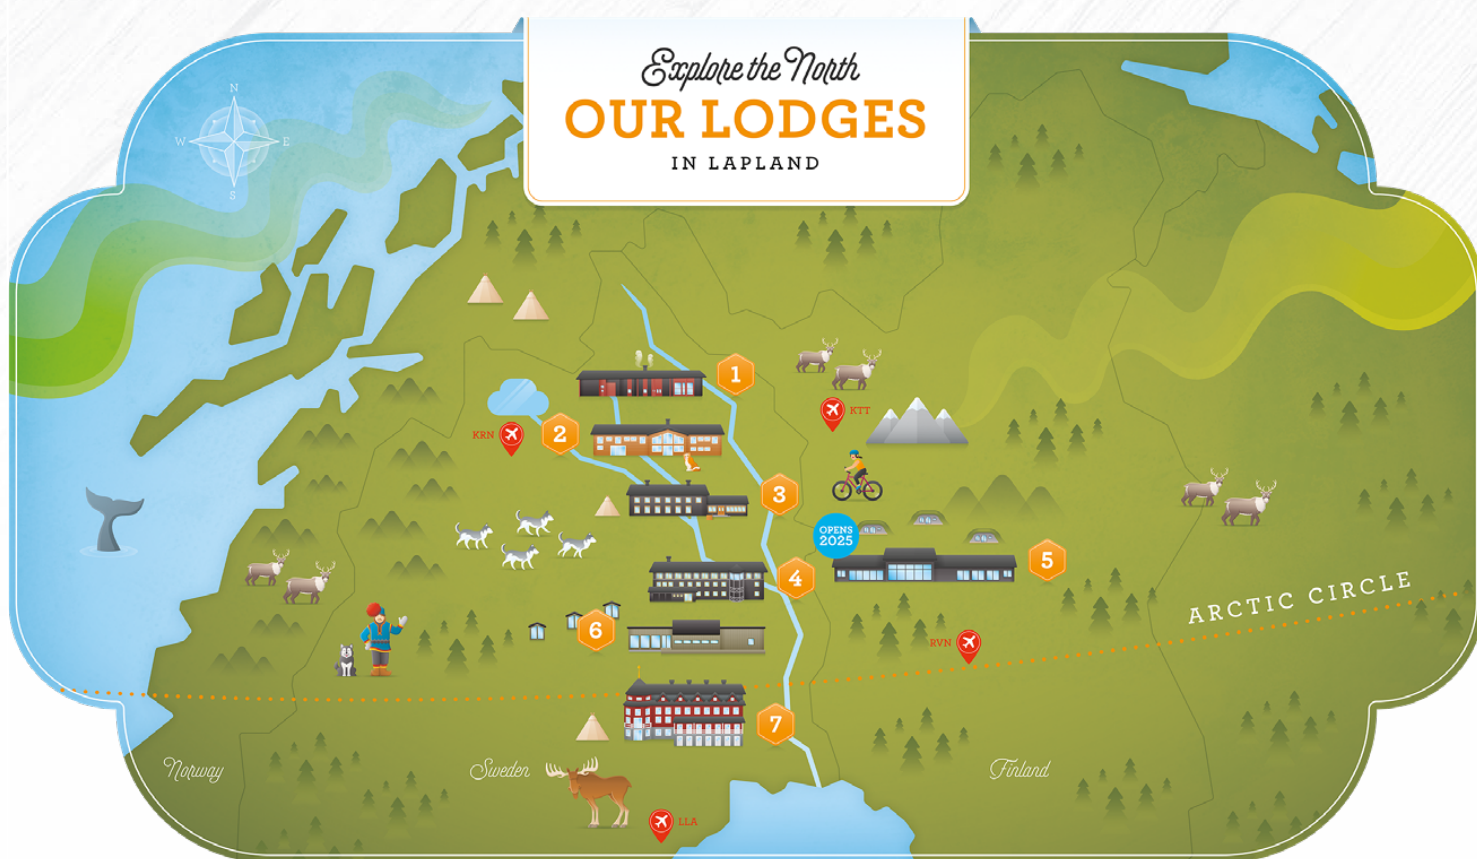 Explore the North
OUR LODGES
IN LAPLAND
N
W
E
S
1
KTT
KRN
2
3
OPENS
2025
5
4
ARCTIC CIRCLE
6
RVN
7
Norway
Sweden
Finland
LLA